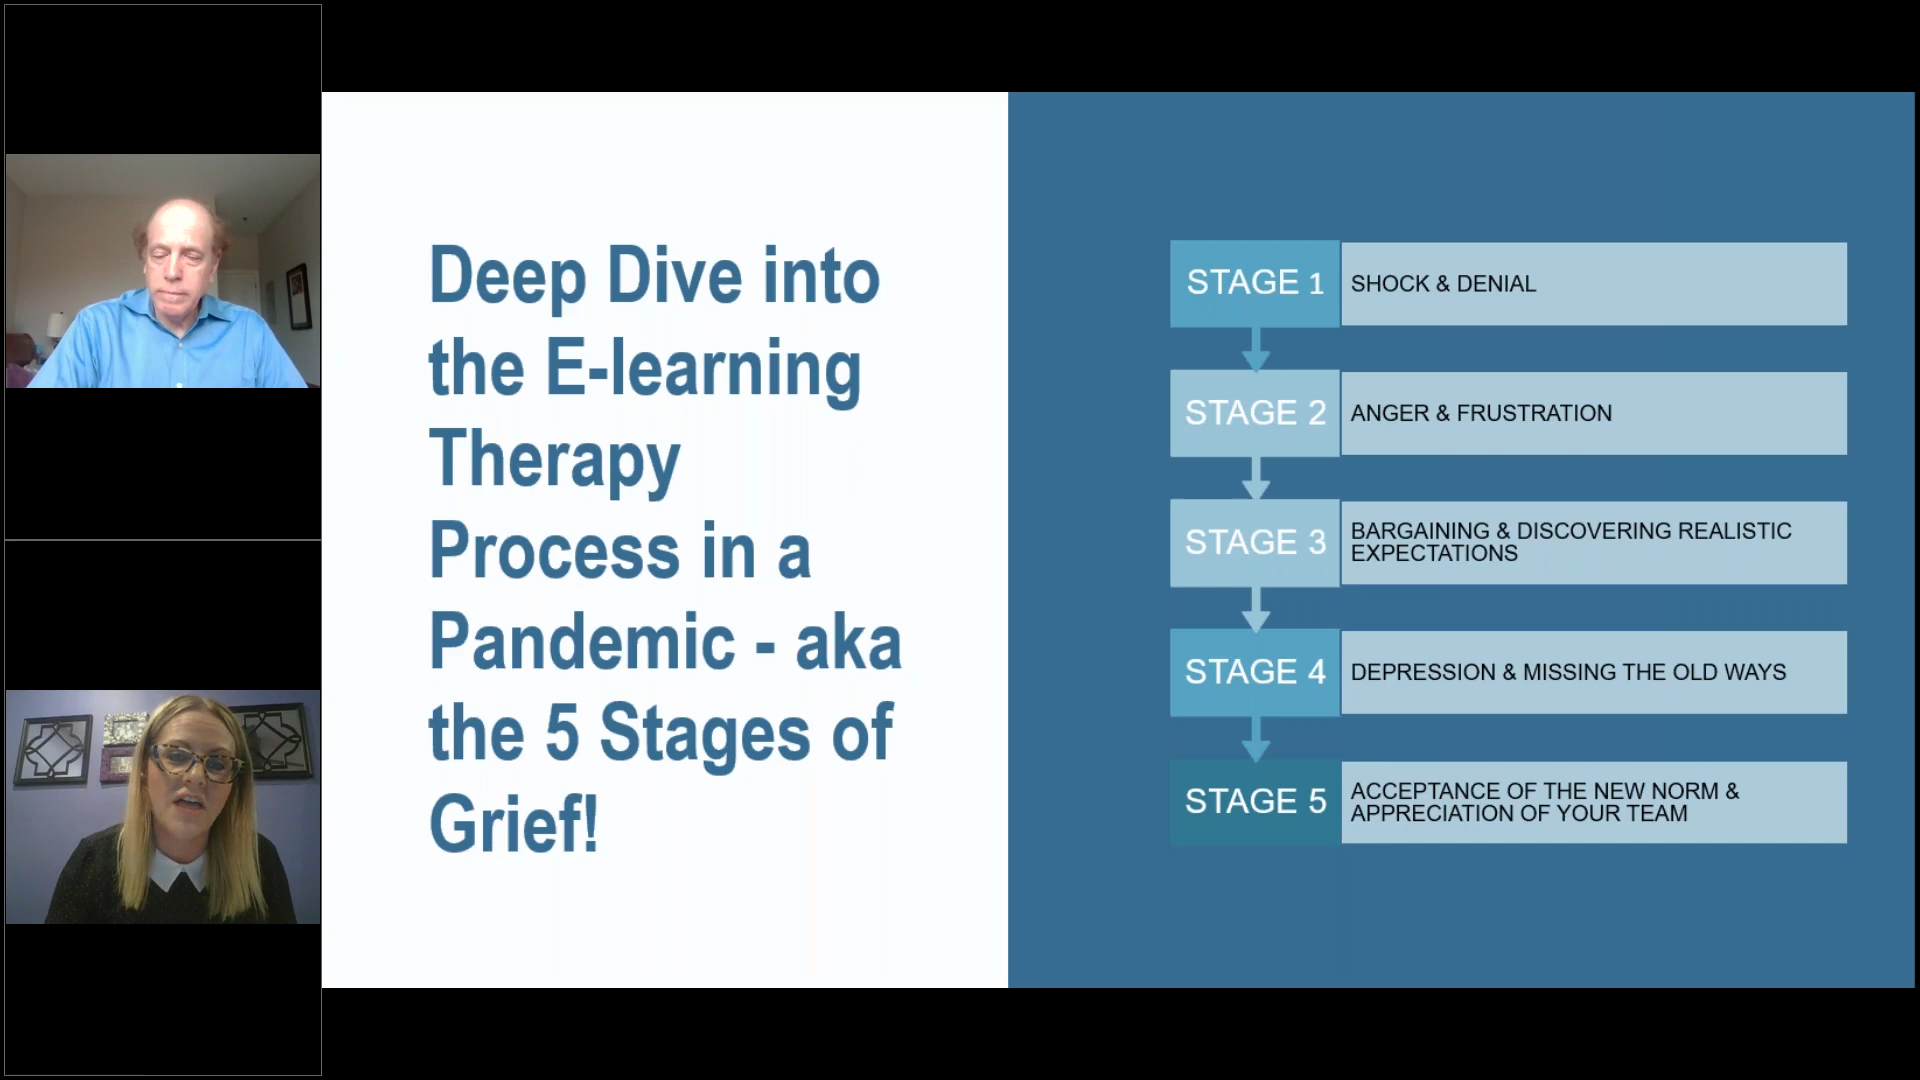 Deep Dive into
the E-learning
Therapy
Process in a
Pandemic - aka
the 5 Stages of
Grief!
STAGE 1
SHOCK & DENIAL
STAGE 2
ANGER & FRUSTRATION
STAGE 3
BARGAINING & DISCOVERING REALISTIC
EXPECTATIONS
STAGE 4
DEPRESSION & MISSING THE OLD WAYS
STAGE 5
ACCEPTANCE OF THE NEW NORM &
APPRECIATION OF YOUR TEAM